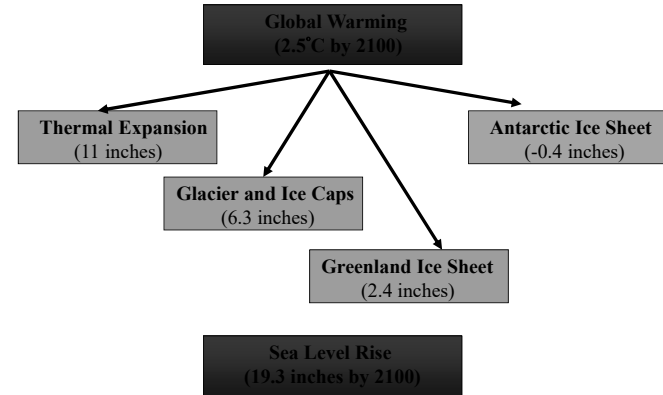 Global Warming
(2.5°C by 2100)
Thermal Expansion
(11 inches)
Antarctic Ice Sheet
(-0.4 inches)
Glacier and Ice Caps
(6.3 inches)
Greenland Ice Sheet
(2.4 inches)
Sea Level Rise
(19.3 inches by 2100)